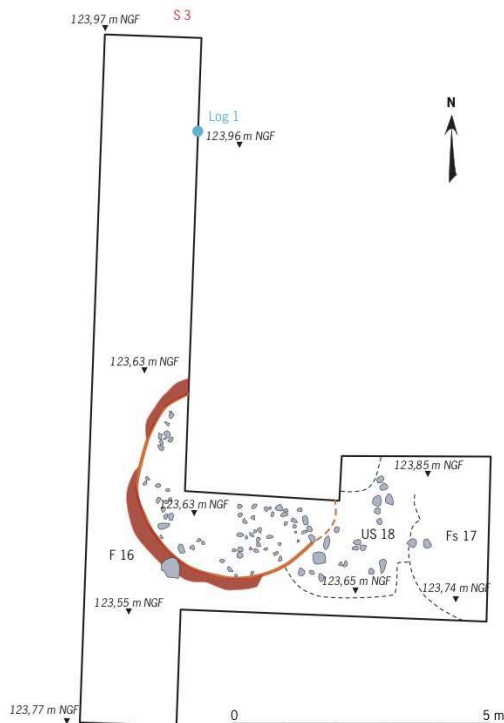 S 3
123,97 m NGF
N
Log 1
123,96 m NGF
123,63 m NGF
123,85 m NGF
123,63 m NGF
US 18
Fs 17
F 16
123,65 m NGF
123,74 m NGF
123,55 m NGF
123,77 m NGF
0
5 m